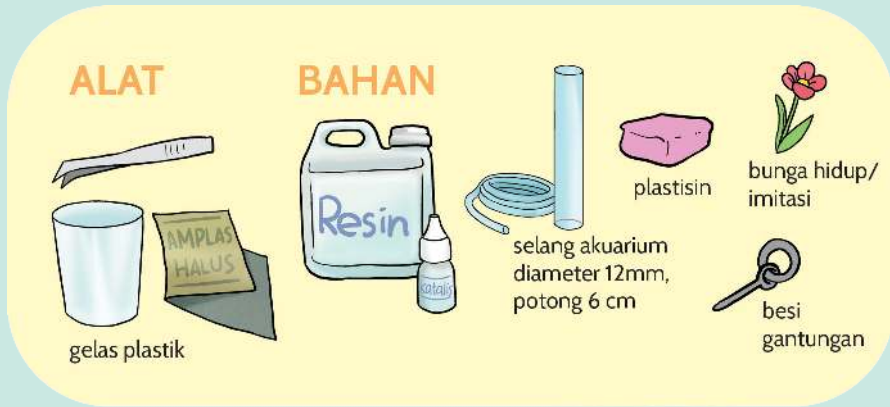 ALAT
BAHAN
AMPLAS
HALUS
gelas plastik
Resin
katalis
selang akuarium
diameter 12mm,
potong 6 cm
plastisin
bunga hidup/
imitasi
besi
gantungan